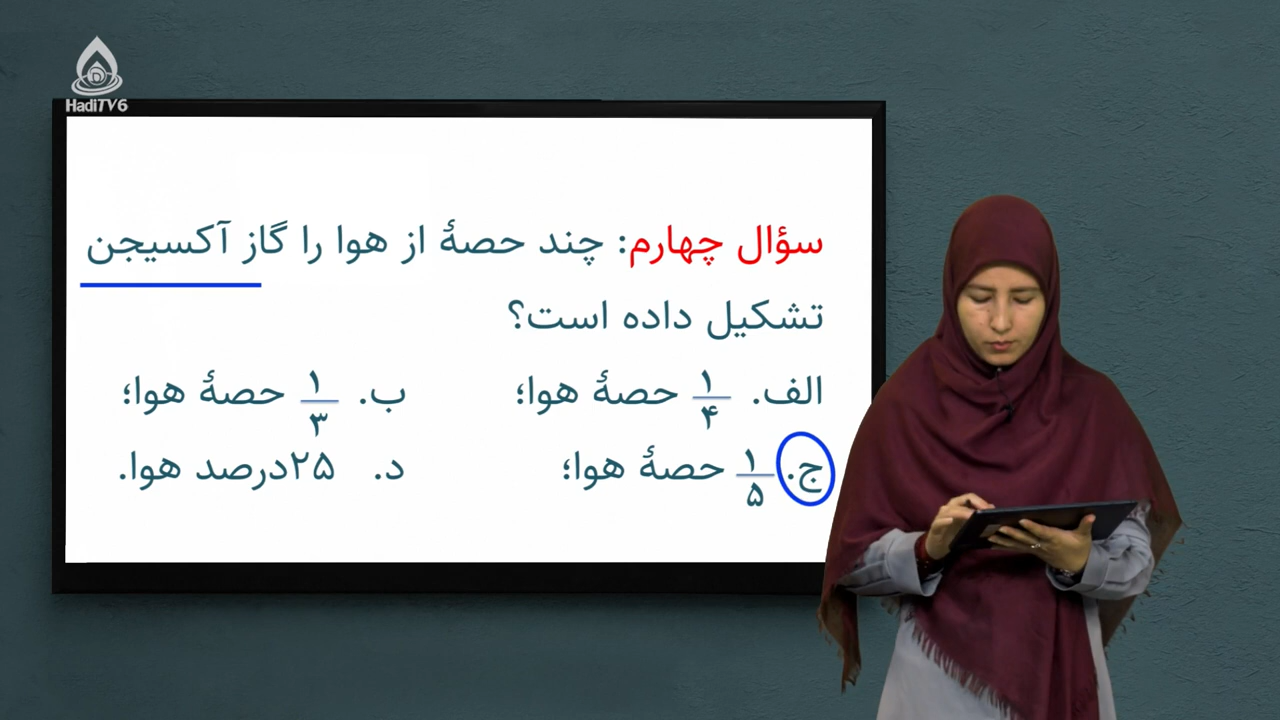 HadiTV6
سؤال چهارم: چند حصهٔ از هوا را گاز آکسیجن
تشکیل داده است؟
الف. ۱/۴ حصهٔ هوا؛ ب. ۱/۳ حصهٔ هوا؛
ج. ۱/۵ حصهٔ هوا؛ د. ۲۵درصد هوا.